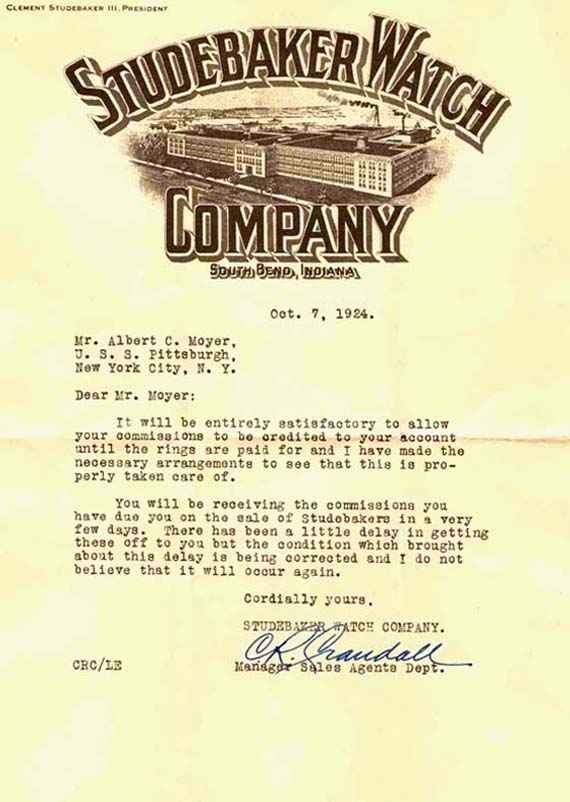 CLEMENT STUDEBAKER III, PRESIDENT
STUDEBAKER WATCH
COMPANY
SOUTH BEND, INDIANA
Oct. 7, 1924.
Mr. Albert C. Moyer,
U. S. S. Pittsburgh,
New York City, N. Y.
Dear Mr. Moyer:
It will be entirely satisfactory to allow
your commissions to be credited to your account
until the rings are paid for and I have made the
necessary arrangements to see that this is pro-
perly taken care of.
You will be receiving the commissions you
have due you on the sale of Studebakers in a very
few days. There has been a little delay in getting
these off to you but the condition which brought
about this delay is being corrected and I do not
believe that it will occur again.
Cordially yours,
STUDEBAKER WATCH COMPANY.
C.R. Crandall
CRC/LE Manager Sales Agents Dept.